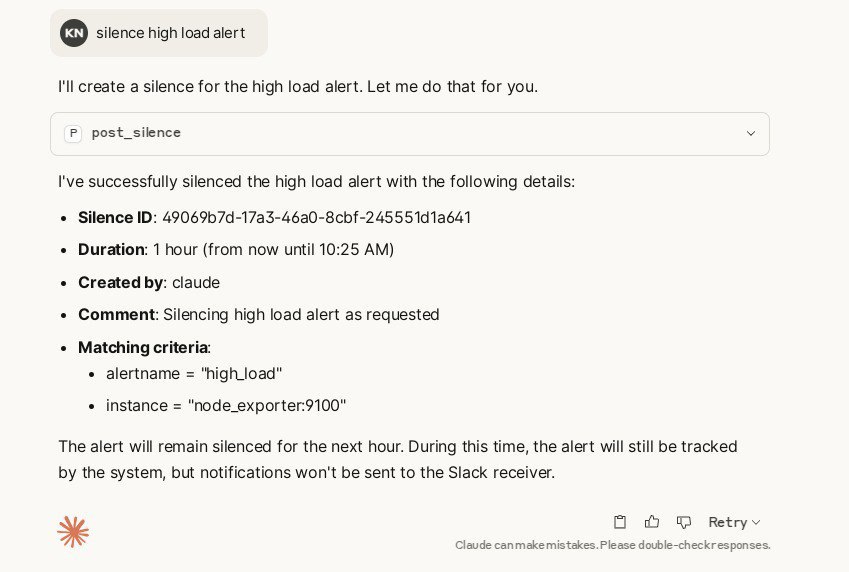 KN silence high load alert
I'll create a silence for the high load alert. Let me do that for you.
P post_silence
I've successfully silenced the high load alert with the following details:
• Silence ID: 49069b7d-17a3-46a0-8cbf-245551d1a641
• Duration: 1 hour (from now until 10:25 AM)
• Created by: claude
• Comment: Silencing high load alert as requested
• Matching criteria:
• alertname = "high_load"
• instance = "node_exporter:9100"
The alert will remain silenced for the next hour. During this time, the alert will still be tracked
by the system, but notifications won't be sent to the Slack receiver.
Retry
Claude can make mistakes. Please double-check responses.